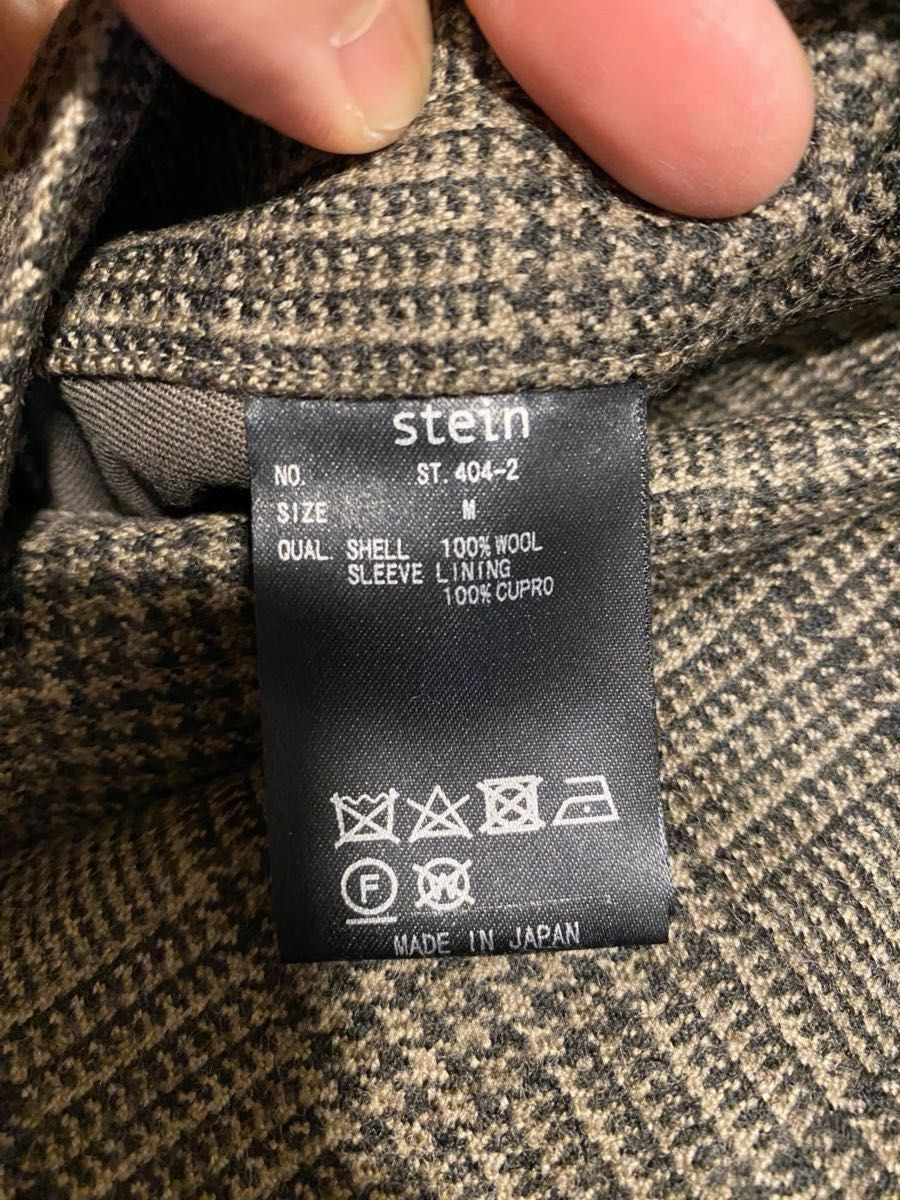 stein
NO. ST.404-2
SIZE M
QUAL SHELL 100%WOOL
SLEEVE LINING
100%CUPRO
F W
MADE IN JAPAN